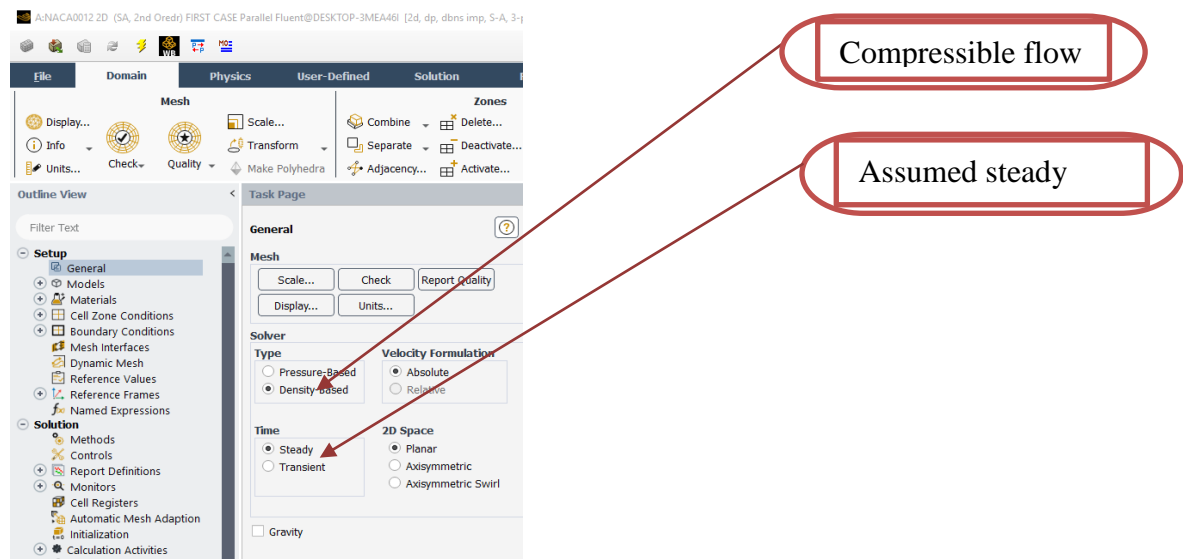 A:NACA0012 2D (SA, 2nd Oredr) FIRST CASE Parallel Fluent@DESKTOP-3MEA46I [2d, dp, dbns imp, S-A, 3-
WB
MO
File Domain Physics User-Defined Solution
Mesh Zones
Display... Scale... Combine Delete...
Info Transform Separate Deactivate...
Units... Check Quality Make Polyhedra Adjacency... Activate...
Outline View < Task Page
Filter Text
General
Setup
General
Models
Materials
Cell Zone Conditions
Boundary Conditions
Mesh Interfaces
Dynamic Mesh
Reference Values
Reference Frames
Named Expressions
Solution
Methods
Controls
Report Definitions
Monitors
Cell Registers
Automatic Mesh Adaption
Initialization
Calculation Activities
Mesh
Scale... Check Report Quality
Display... Units...
Solver
Type Velocity Formulation
Pressure-Based Absolute
Density-Based Relative
Time 2D Space
Steady Planar
Transient Axisymmetric
Axisymmetric Swirl
Gravity
Compressible flow
Assumed steady